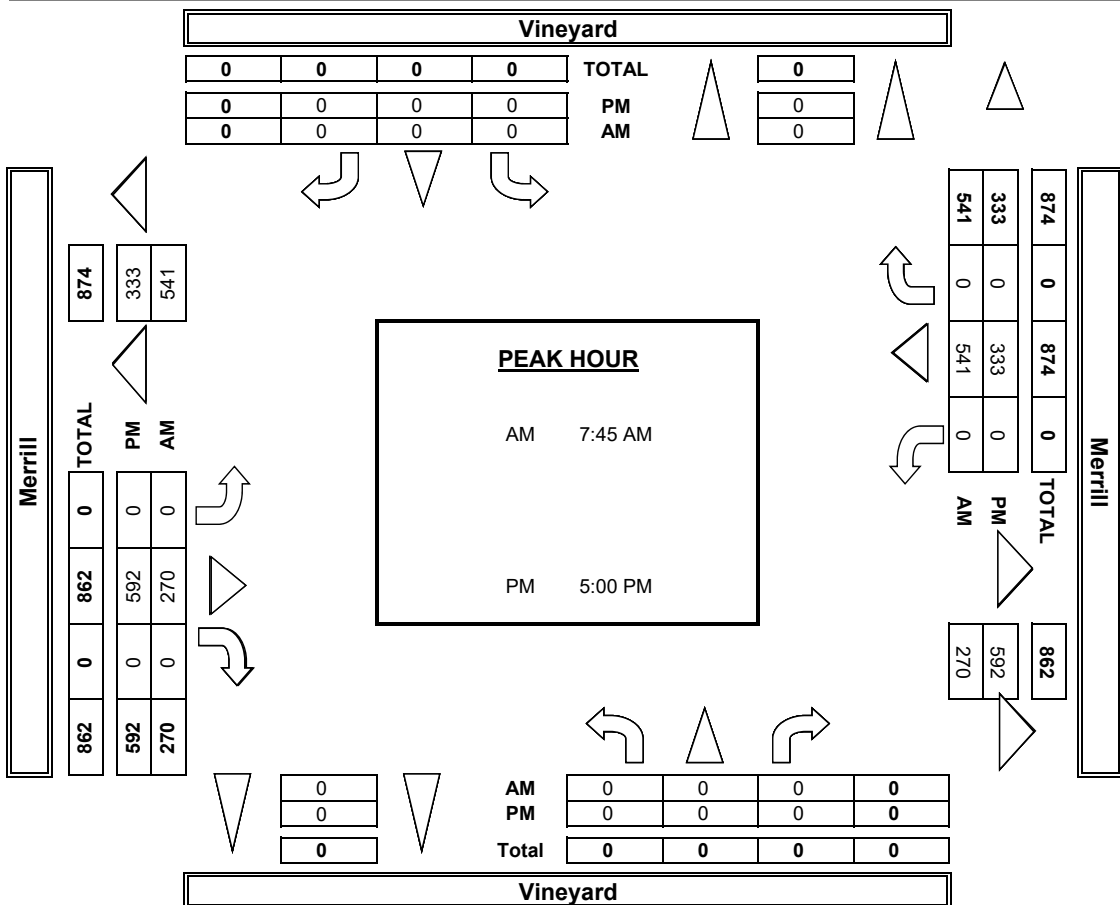 Vineyard
0 0 0 0 TOTAL 0
0 0 0 0 PM 0
0 0 0 0 AM 0
Merrill
874
333
541
TOTAL
PM
AM
0 862 0 862
0 592 0 592
0 270 0 270
PEAK HOUR
AM 7:45 AM
PM 5:00 PM
874 0 874 0 TOTAL
333 0 333 0 PM
541 0 541 0 AM
862
592
270
Merrill
0 AM 0 0 0 0
0 PM 0 0 0 0
0 Total 0 0 0 0
Vineyard